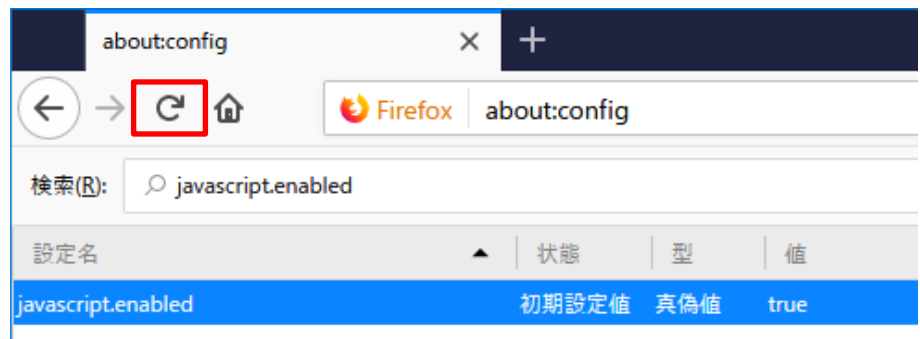 about:config
Firefox about:config
検索(R): javascript.enabled
設定名 状態 型 値
javascript.enabled 初期設定値 真偽値 true